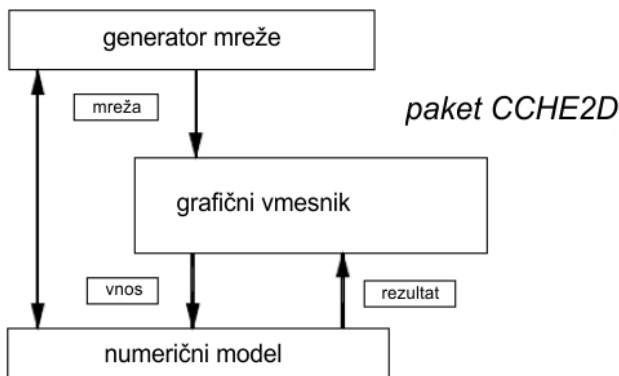 generator mreže
mreža
paket CCHE2D
grafični vmesnik
vnos
rezultat
numerični model